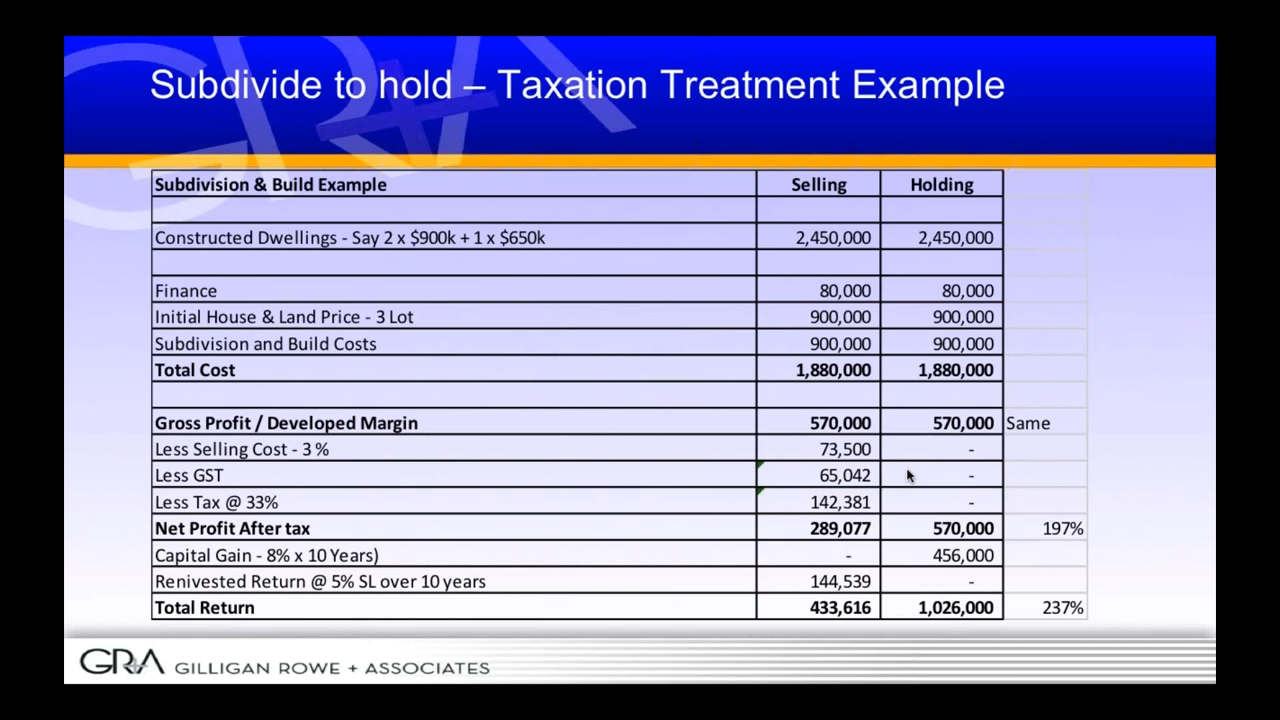 Subdivide to hold – Taxation Treatment Example
Subdivision & Build Example Selling Holding
Constructed Dwellings - Say 2 x $900k + 1 x $650k 2,450,000 2,450,000
Finance 80,000 80,000
Initial House & Land Price - 3 Lot 900,000 900,000
Subdivision and Build Costs 900,000 900,000
Total Cost 1,880,000 1,880,000
Gross Profit / Developed Margin 570,000 570,000 Same
Less Selling Cost - 3 % 73,500 -
Less GST 65,042 -
Less Tax @ 33% 142,381 -
Net Profit After tax 289,077 570,000 197%
Capital Gain - 8% x 10 Years) - 456,000
Renivested Return @ 5% SL over 10 years 144,539 -
Total Return 433,616 1,026,000 237%
GRA GILLIGAN ROWE + ASSOCIATES